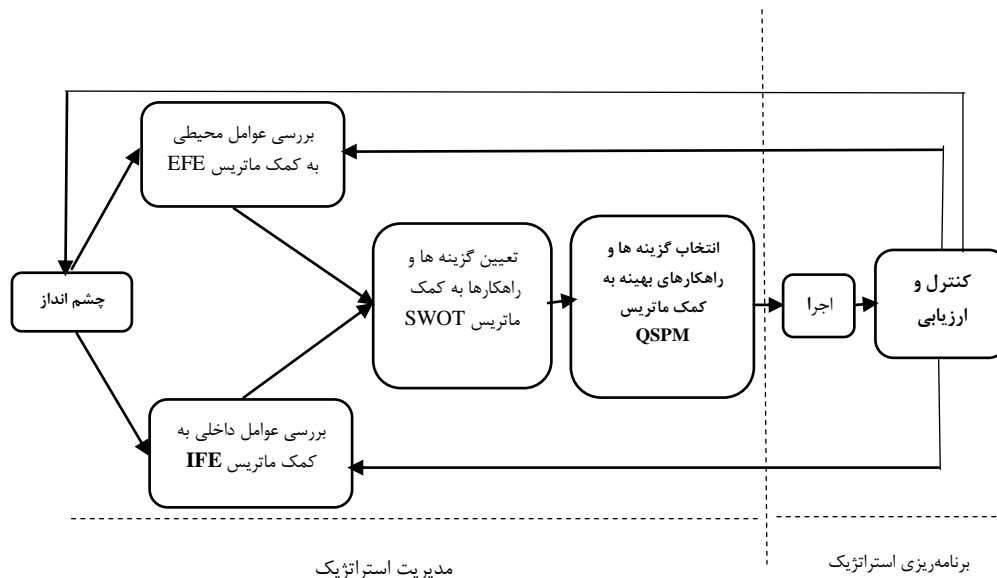 بررسی عوامل محیطی
به کمک ماتریس EFE
چشم انداز
بررسی عوامل داخلی به
کمک ماتریس IFE
تعیین گزینه ها و
راهکارها به کمک
ماتریس SWOT
انتخاب گزینه ها و
راهکارهای بهینه به
کمک ماتریس
QSPM
اجرا
کنترل و
ارزیابی
مدیریت استراتژیک
برنامه‌ریزی استراتژیک